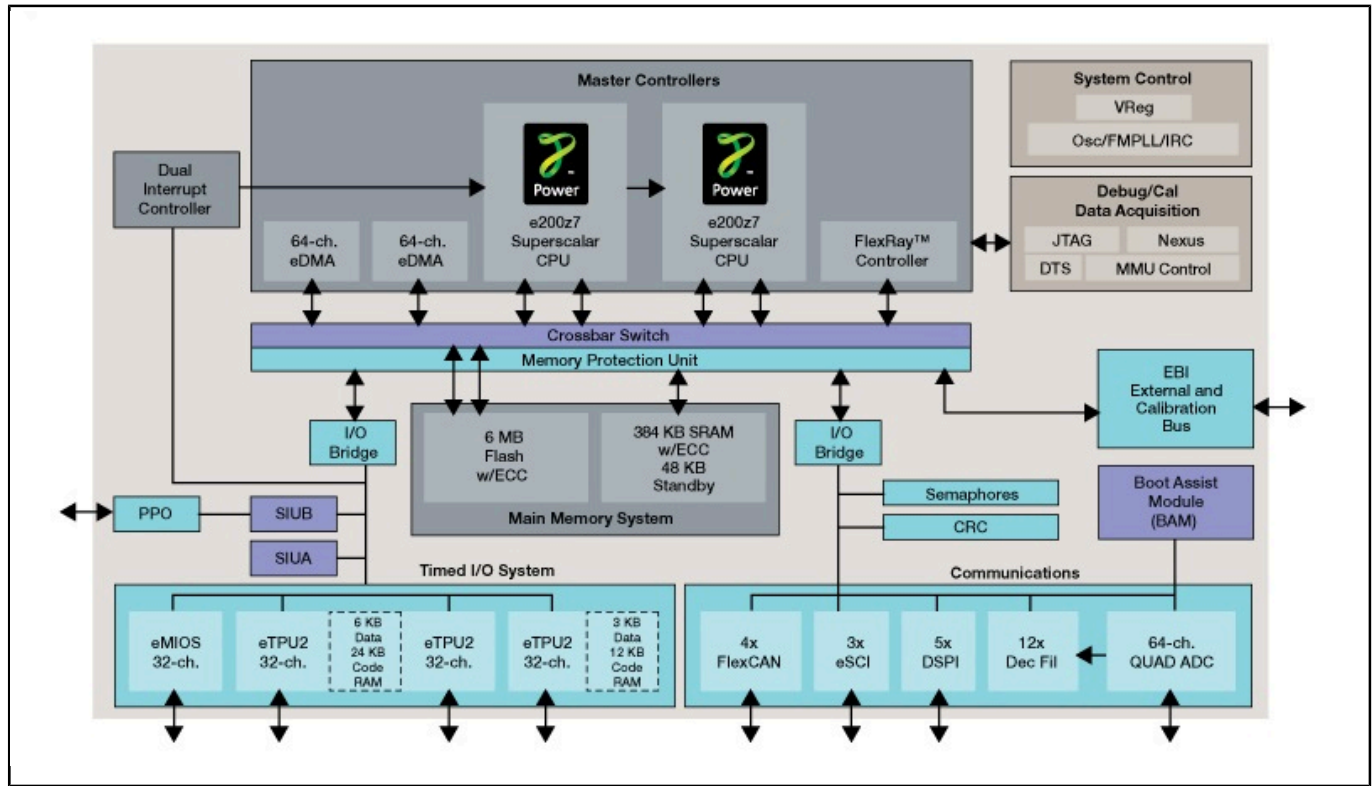 Master Controllers
System Control
VReg
Osc/FMPLL/IRC
Dual
Interrupt
Controller
64-ch.
eDMA
64-ch.
eDMA
™
Power
e200z7
Superscalar
CPU
™
Power
e200z7
Superscalar
CPU
FlexRay™
Controller
Debug/Cal
Data Acquisition
JTAG
Nexus
DTS
MMU Control
Crossbar Switch
Memory Protection Unit
EBI
External and
Calibration
Bus
I/O
Bridge
6 MB
Flash
w/ECC
384 KB SRAM
w/ECC
48 KB
Standby
Main Memory System
I/O
Bridge
Semaphores
CRC
Boot Assist
Module
(BAM)
PPO
SIUB
SIUA
Timed I/O System
eMIOS
32-ch.
eTPU2
32-ch.
6 KB
Data
24 KB
Code
RAM
eTPU2
32-ch.
eTPU2
32-ch.
3 KB
Data
12 KB
Code
RAM
Communications
4x
FlexCAN
3x
eSCI
5x
DSPI
12x
Dec Fil
64-ch.
QUAD ADC